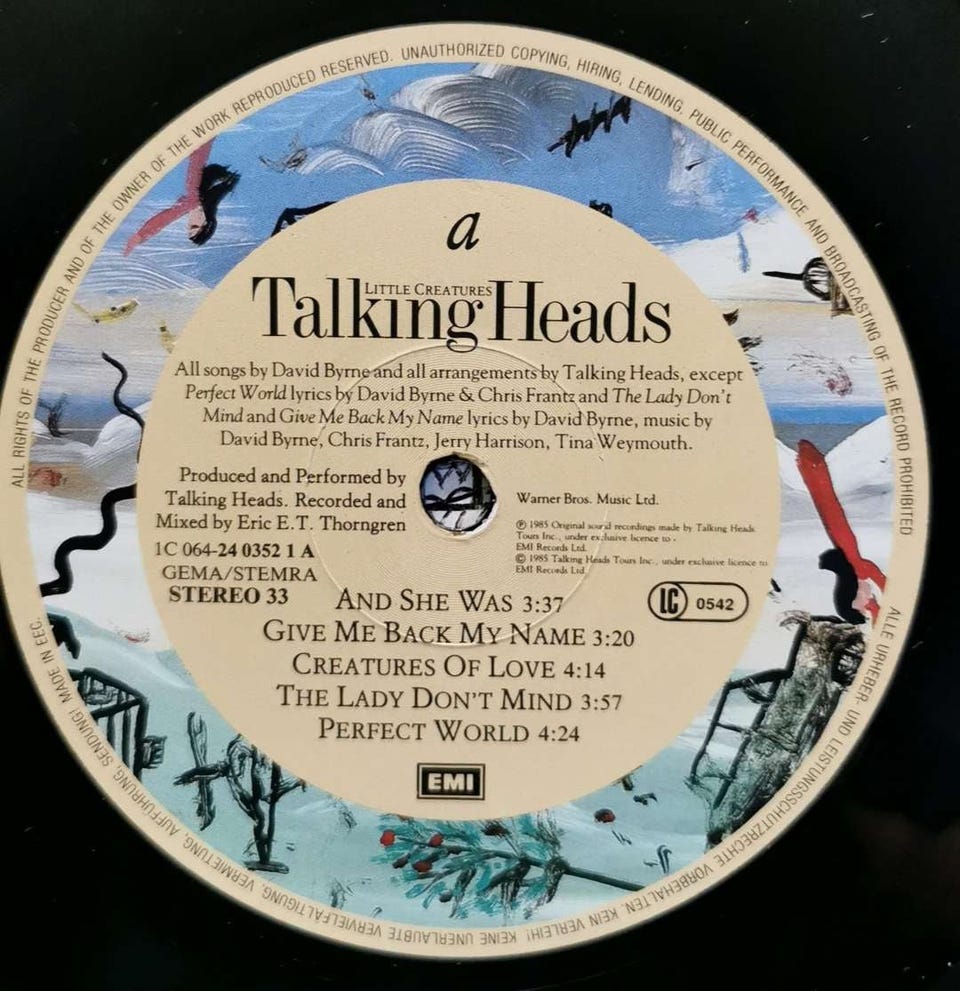 ALL RIGHTS OF THE PRODUCER AND OF THE OWNER OF THE WORK REPRODUCED RESERVED. UNAUTHORIZED COPYING, HIRING, LENDING. PUBLIC PERFORMANCE AND BROADCASTING OF THE RECORD PROHIBITED
a
LITTLE CREATURES
Talking Heads
All songs by David Byrne and all arrangements by Talking Heads, except
Perfect World lyrics by David Byrne & Chris Frantz and The Lady Don't
Mind and Give Me Back My Name lyrics by David Byrne, music by
David Byrne, Chris Frantz, Jerry Harrison, Tina Weymouth.
Produced and Performed by
Talking Heads. Recorded and
Mixed by Eric E.T. Thorngren
1C 064-24 0352 1 A
GEMA/STEMRA
STEREO 33
Warner Bros. Music Ltd.
℗ 1985 Original sound recordings made by Talking Heads
Tours Inc., under exclusive licence to
EMI Records Ltd.
© 1985 Talking Heads Tours Inc., under exclusive licence to
EMI Records Ltd.
LC 0542
AND SHE WAS 3:37
GIVE ME BACK MY NAME 3:20
CREATURES OF LOVE 4:14
THE LADY DON'T MIND 3:57
PERFECT WORLD 4:24
EMI
ALLE URHEBER- UND LEISTUNGSSCHUTZRECHTE VORBEHALTEN. KEIN VERLEIH! KEINE UNERLAUBTE VERVIELFÄLTIGUNG, VERMIETUNG, AUFFÜHRUNG, SENDUNG! MADE IN EEC.